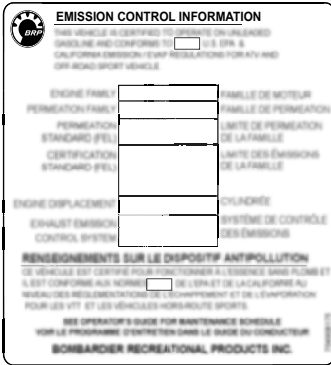 BRP
EMISSION CONTROL INFORMATION
THIS VEHICLE IS CERTIFIED TO OPERATE ON UNLEADED
GASOLINE AND CONFORMS TO U.S. EPA &
CALIFORNIA EMISSION / EVAP REGULATIONS FOR ATV AND
OFF-ROAD SPORT VEHICLE.
ENGINE FAMILY FAMILLE DE MOTEUR
PERMEATION FAMILY FAMILLE DE PERMEATION
PERMEATION LIMITE DE PERMEATION
STANDARD (FEL) DE LA FAMILLE
CERTIFICATION LIMITE DES ÉMISSIONS
STANDARD (FEL) DE LA FAMILLE
ENGINE DISPLACEMENT CYLINDRÉE
EXHAUST EMISSION SYSTÈME DE CONTRÔLE
CONTROL SYSTEM DES ÉMISSIONS
RENSEIGNEMENTS SUR LE DISPOSITIF ANTIPOLLUTION
CE VÉHICULE EST CERTIFIÉ POUR FONCTIONNER À L'ESSENCE SANS PLOMB ET
IL EST CONFORME AUX NORMES DE L'EPA ET DE LA CALIFORNIE AU
NIVEAU DES RÉGLEMENTATIONS DE L'ÉCHAPPEMENT ET DE L'ÉVAPORATION
POUR LES VTT ET LES VÉHICULES HORS-ROUTE SPORTS.
SEE OPERATOR'S GUIDE FOR MAINTENANCE SCHEDULE
VOIR LE PROGRAMME D'ENTRETIEN DANS LE GUIDE DU CONDUCTEUR
BOMBARDIER RECREATIONAL PRODUCTS INC.